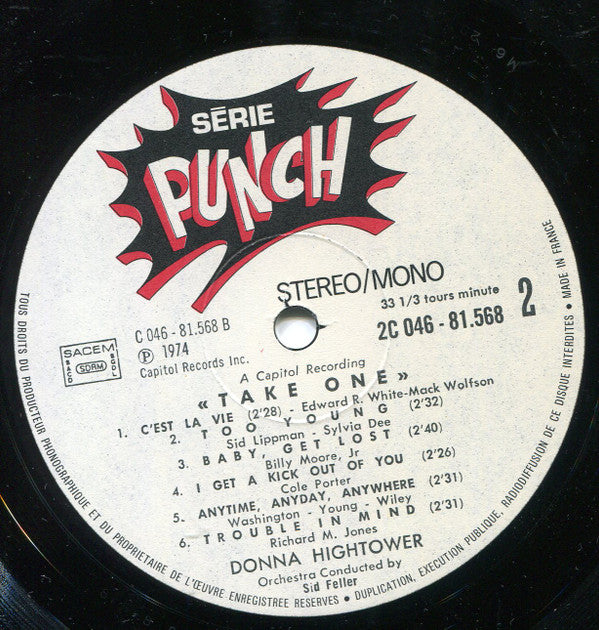 SÉRIE
PUNCH
STEREO/MONO
33 1/3 tours minute
2
C 046 - 81.568 B
Ⓟ 1974
Capitol Records Inc.
2C 046 - 81.568
SACEM
SACD
SDRM
SGDL
A Capitol Recording
« TAKE ONE »
1. C'EST LA VIE (2'28) - Edward R. White-Mack Wolfson
2. TOO YOUNG (2'32)
Sid Lippman - Sylvia Dee
3. BABY, GET LOST (2'40)
Billy Moore, Jr
4. I GET A KICK OUT OF YOU (2'26)
Cole Porter
5. ANYTIME, ANYDAY, ANYWHERE (2'31)
Washington - Young - Wiley
6. TROUBLE IN MIND (2'31)
Richard M. Jones
DONNA HIGHTOWER
Orchestra Conducted by
Sid Feller
TOUS DROITS DU PRODUCTEUR PHONOGRAPHIQUE ET DU PROPRIETAIRE DE L'ŒUVRE ENREGISTREE RESERVES • DUPLICATION, EXECUTION PUBLIQUE, RADIODIFFUSION DE CE DISQUE INTERDITES • MADE IN FRANCE